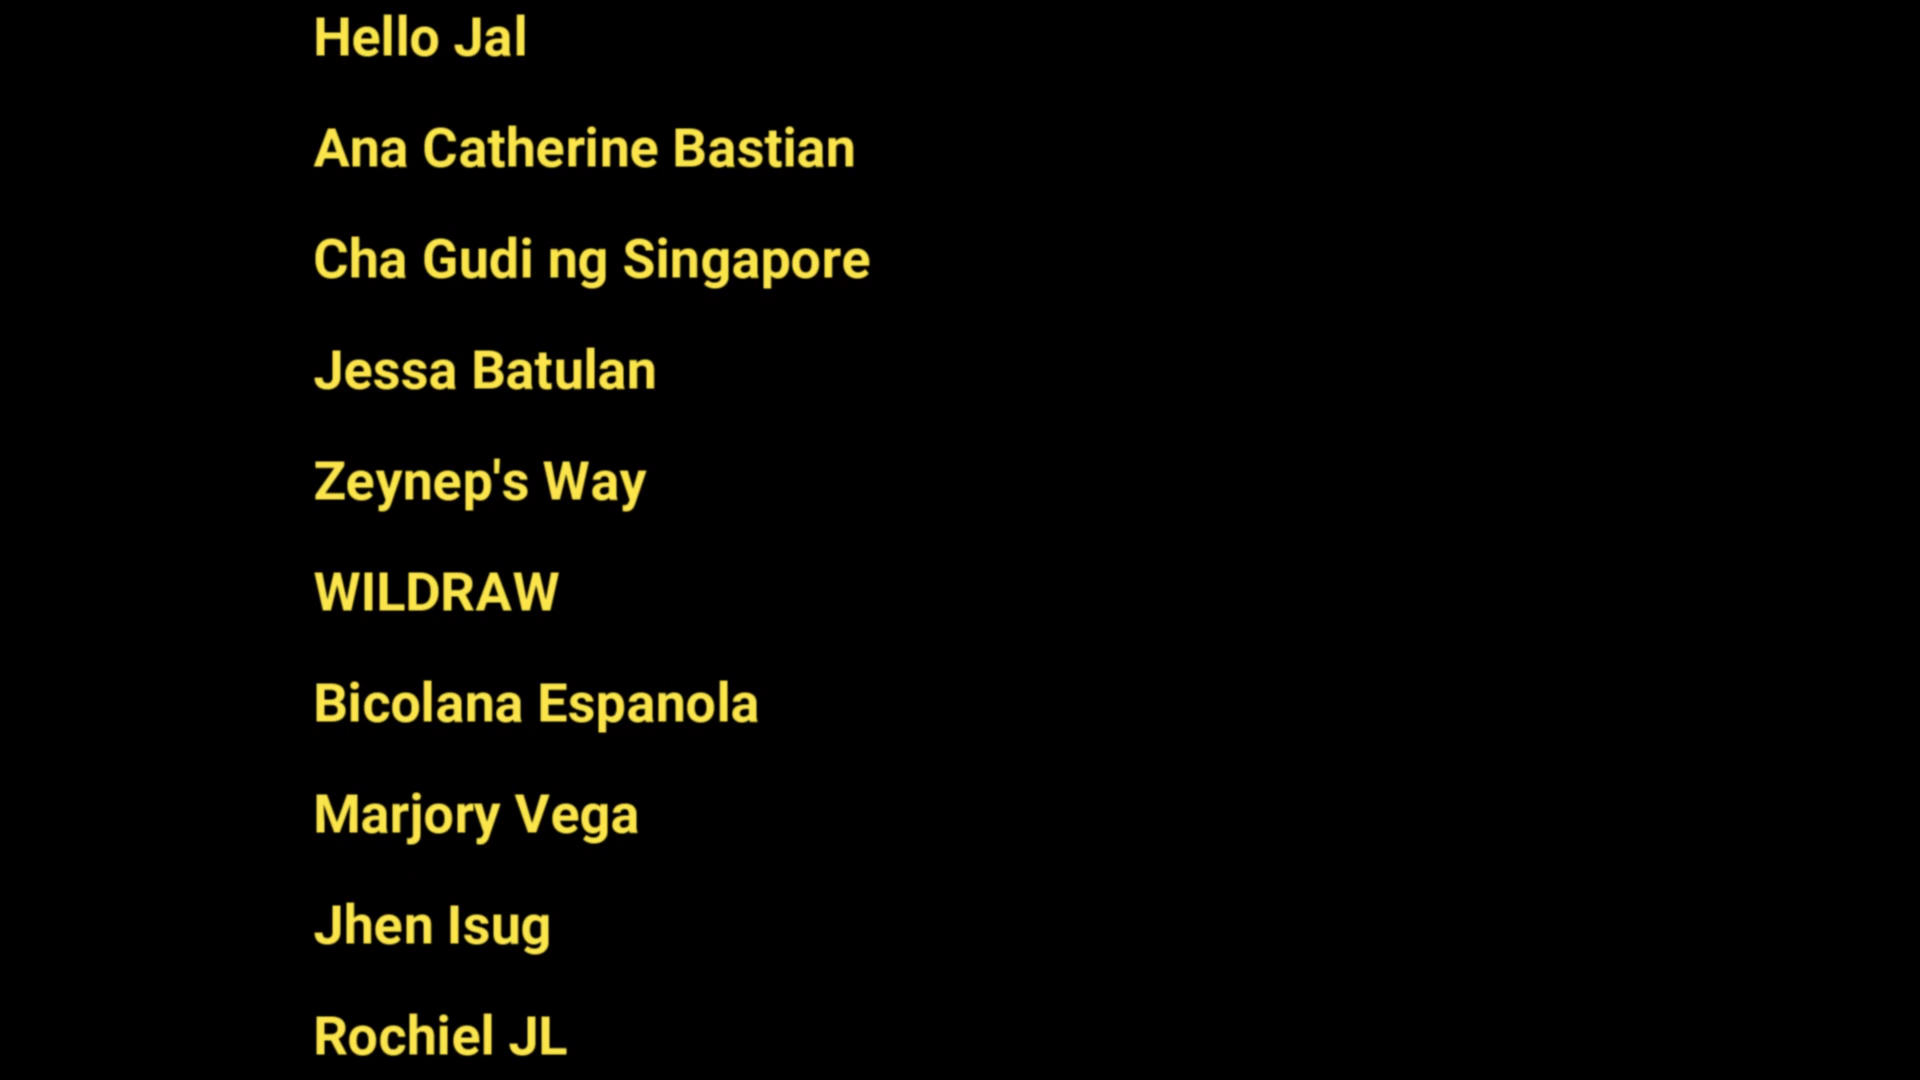 Hello Jal
Ana Catherine Bastian
Cha Gudi ng Singapore
Jessa Batulan
Zeynep's Way
WILDRAW
Bicolana Espanola
Marjory Vega
Jhen Isug
Rochiel JL